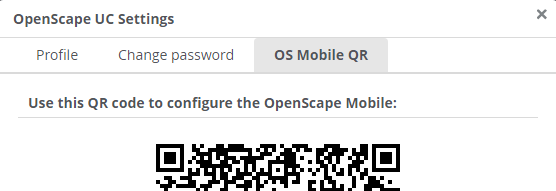 OpenScape UC Settings
Profile Change password OS Mobile QR
Use this QR code to configure the OpenScape Mobile: